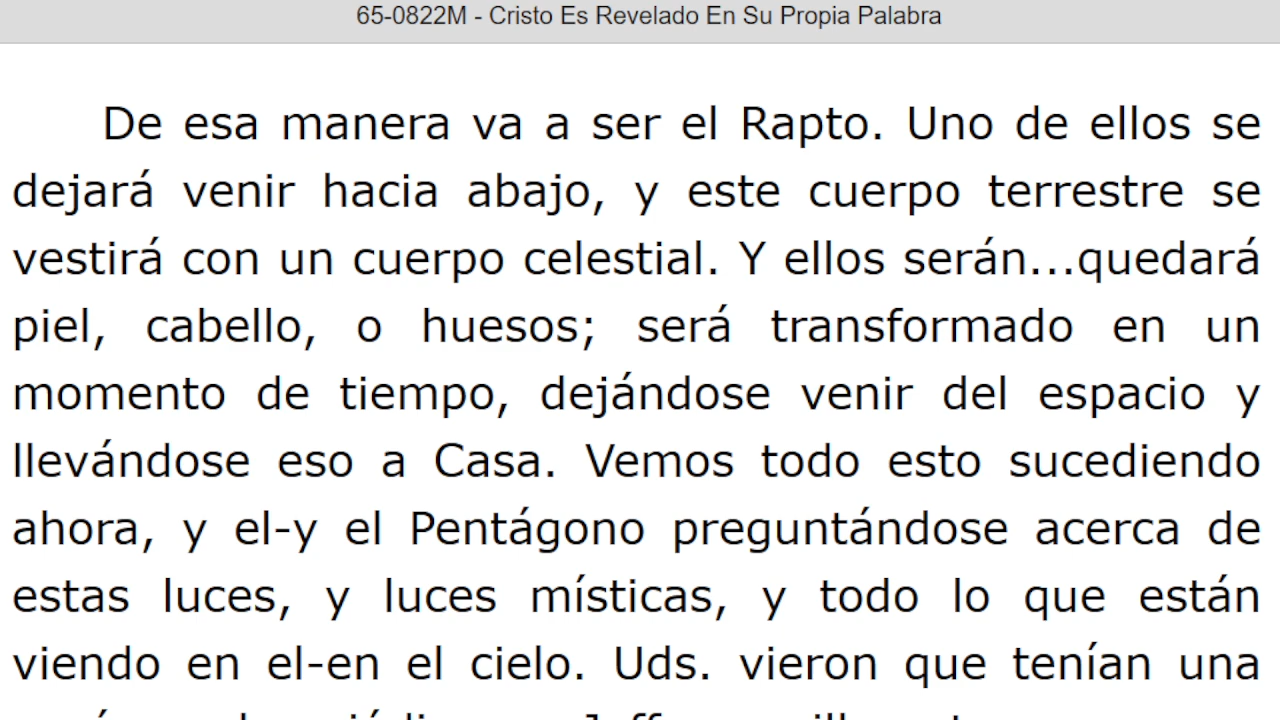 65-0822M - Cristo Es Revelado En Su Propia Palabra
De esa manera va a ser el Rapto. Uno de ellos se
dejará venir hacia abajo, y este cuerpo terrestre se
vestirá con un cuerpo celestial. Y ellos serán...quedará
piel, cabello, o huesos; será transformado en un
momento de tiempo, dejándose venir del espacio y
llevándose eso a Casa. Vemos todo esto sucediendo
ahora, y el-y el Pentágono preguntándose acerca de
estas luces, y luces místicas, y todo lo que están
viendo en el-en el cielo. Uds. vieron que tenían una